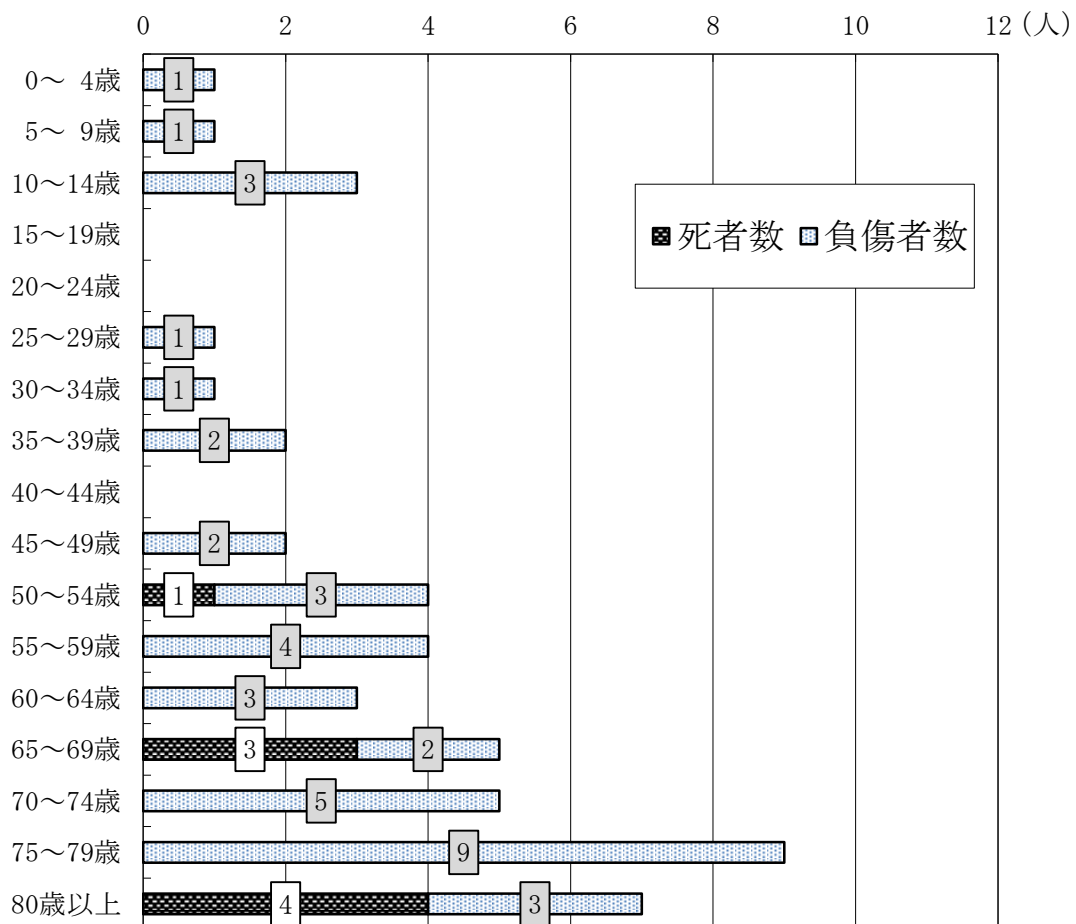 0 2 4 6 8 10 12 (人)
0～ 4歳 1
5～ 9歳 1
10～14歳 3
15～19歳
■死者数 ■負傷者数
20～24歳
25～29歳 1
30～34歳 1
35～39歳 2
40～44歳
45～49歳 2
50～54歳 1 3
55～59歳 4
60～64歳 3
65～69歳 3 2
70～74歳 5
75～79歳 9
80歳以上 4 3